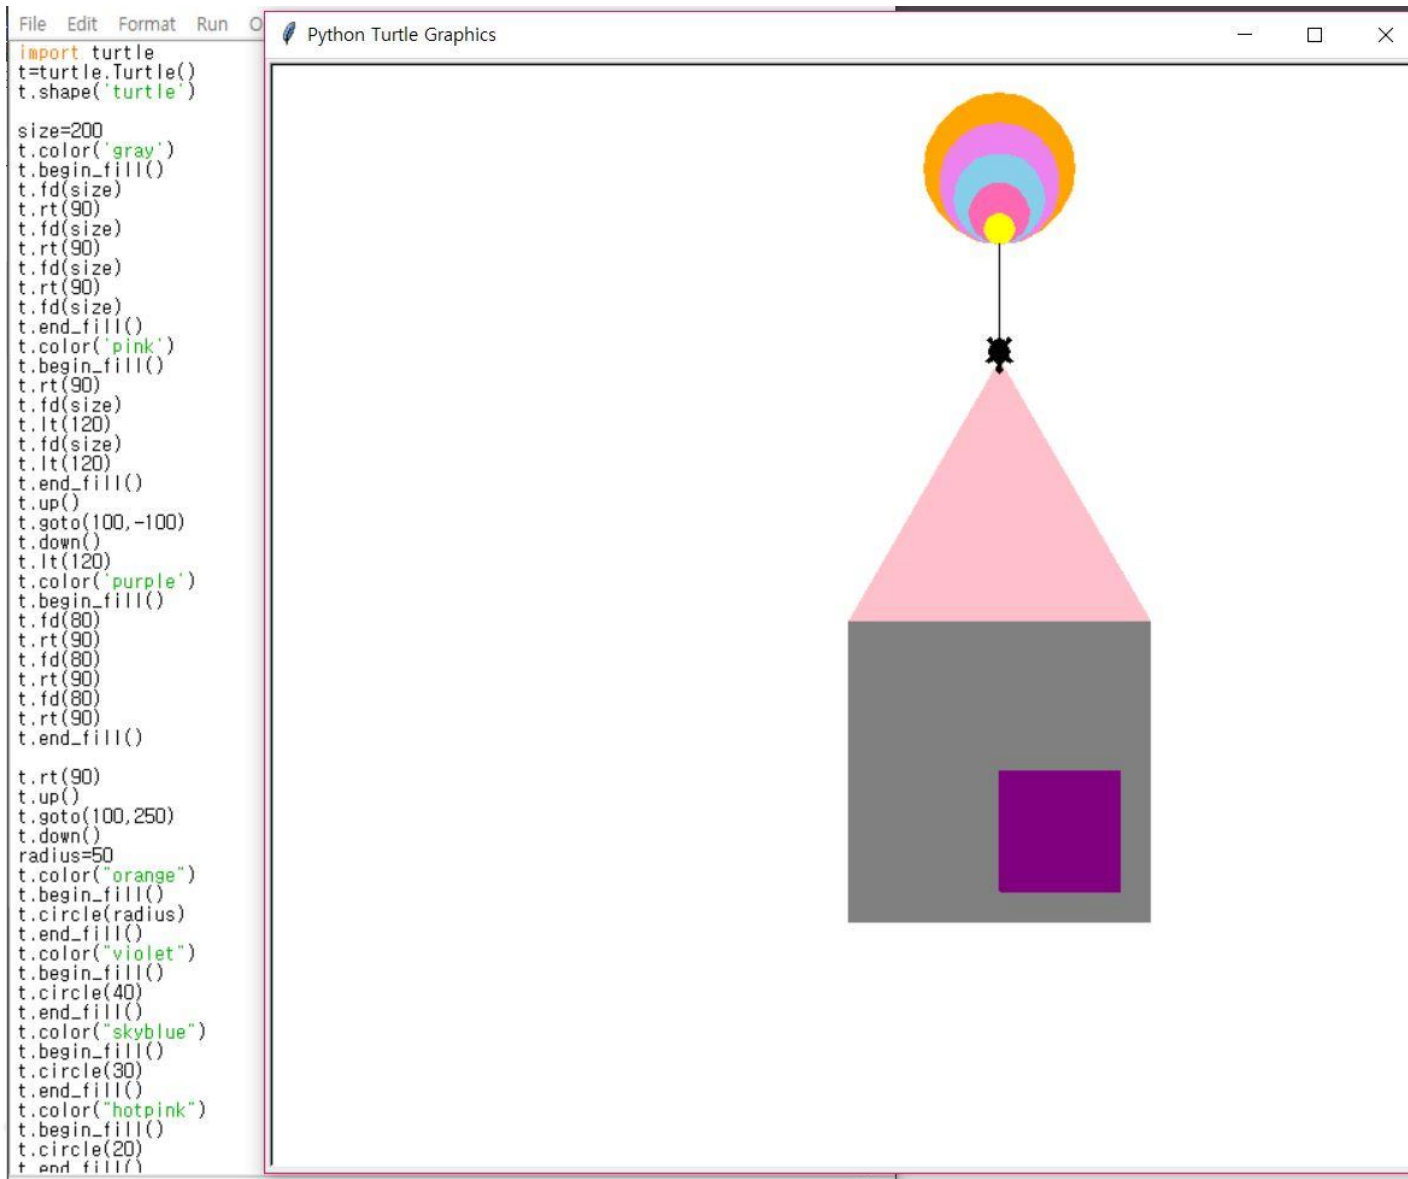 File Edit Format Run
Python Turtle Graphics
import turtle
t=turtle.Turtle()
t.shape('turtle')
size=200
t.color('gray')
t.begin_fill()
t.fd(size)
t.rt(90)
t.fd(size)
t.rt(90)
t.fd(size)
t.rt(90)
t.fd(size)
t.end_fill()
t.color('pink')
t.begin_fill()
t.rt(90)
t.fd(size)
t.lt(120)
t.fd(size)
t.lt(120)
t.end_fill()
t.up()
t.goto(100,-100)
t.down()
t.lt(120)
t.color('purple')
t.begin_fill()
t.fd(80)
t.rt(90)
t.fd(80)
t.rt(90)
t.fd(80)
t.rt(90)
t.end_fill()
t.rt(90)
t.up()
t.goto(100,250)
t.down()
radius=50
t.color("orange")
t.begin_fill()
t.circle(radius)
t.end_fill()
t.color("violet")
t.begin_fill()
t.circle(40)
t.end_fill()
t.color("skyblue")
t.begin_fill()
t.circle(30)
t.end_fill()
t.color("hotpink")
t.begin_fill()
t.circle(20)
t.end_fill()